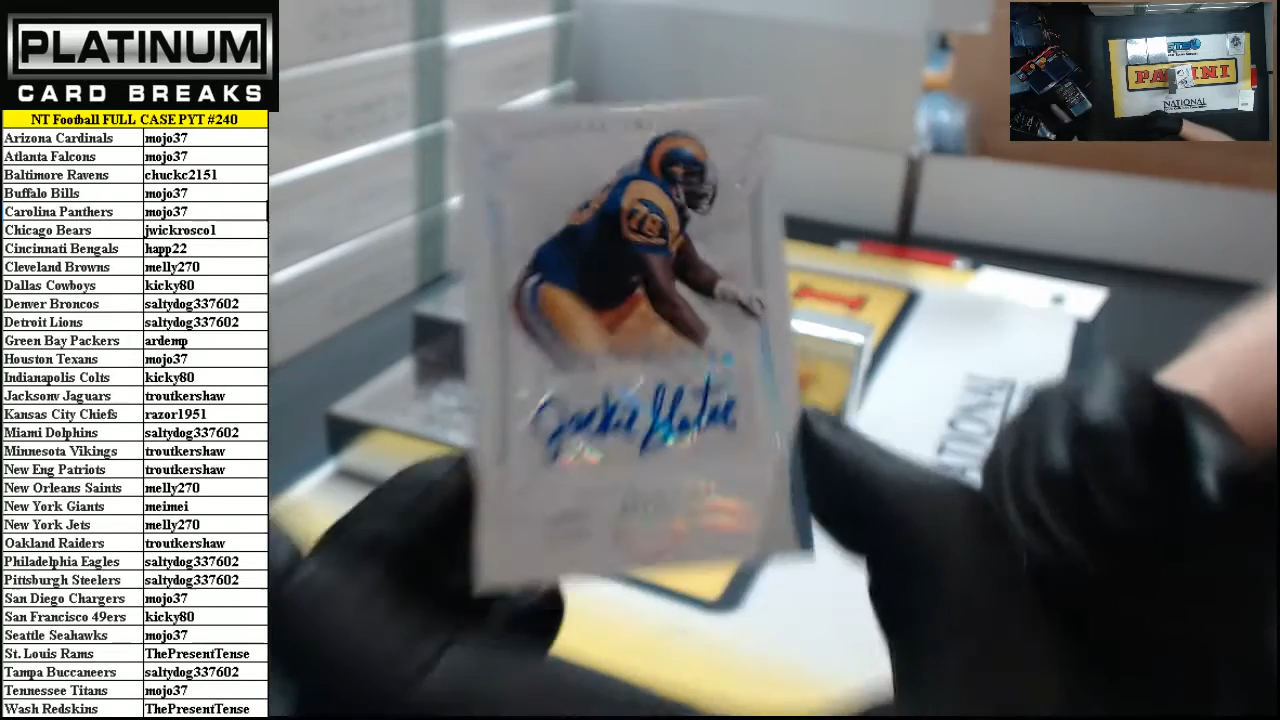 PLATINUM
CARD BREAKS
NT Football FULL CASE PYT #240
Arizona Cardinals mojo37
Atlanta Falcons mojo37
Baltimore Ravens chuckc2151
Buffalo Bills mojo37
Carolina Panthers mojo37
Chicago Bears jwickrosco1
Cincinnati Bengals happ22
Cleveland Browns melly270
Dallas Cowboys kicky80
Denver Broncos saltydog337602
Detroit Lions saltydog337602
Green Bay Packers ardemp
Houston Texans mojo37
Indianapolis Colts kicky80
Jacksonv Jaguars troutkershaw
Kansas City Chiefs razor1951
Miami Dolphins saltydog337602
Minnesota Vikings troutkershaw
New Eng Patriots troutkershaw
New Orleans Saints melly270
New York Giants meimei
New York Jets melly270
Oakland Raiders troutkershaw
Philadelphia Eagles saltydog337602
Pittsburgh Steelers saltydog337602
San Diego Chargers mojo37
San Francisco 49ers kicky80
Seattle Seahawks mojo37
St. Louis Rams ThePresentTense
Tampa Buccaneers saltydog337602
Tennessee Titans mojo37
Wash Redskins ThePresentTense
78
Jackie Slater
NATIONAL
PANINI
NATIONAL